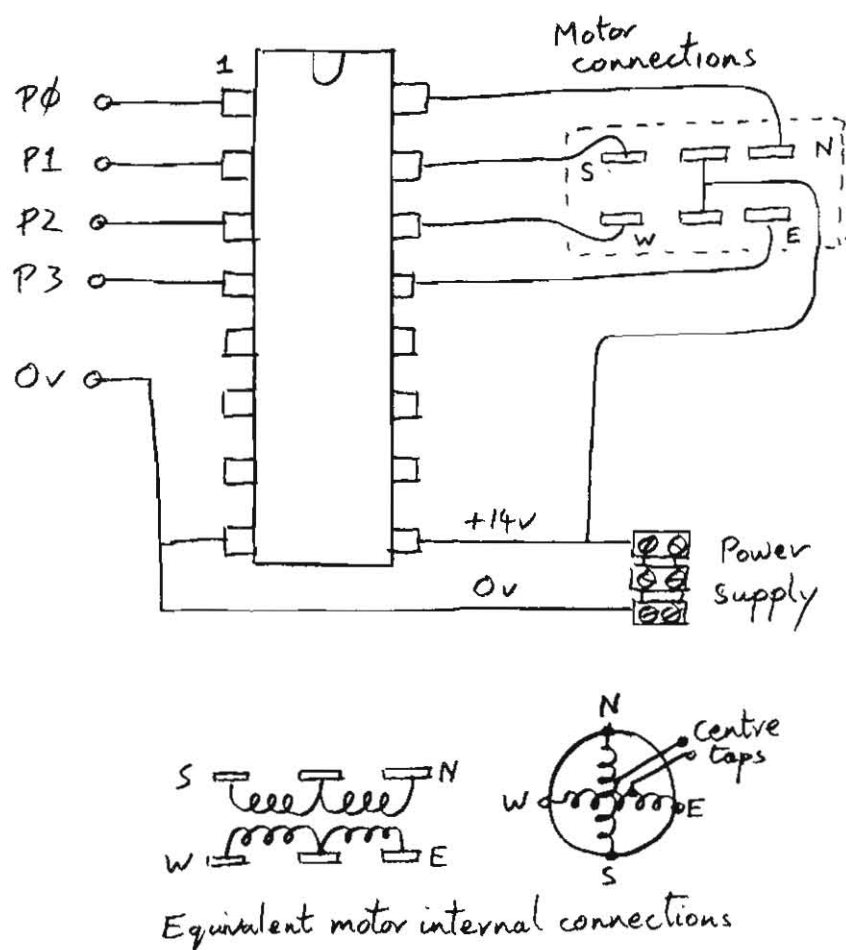 Motor
connections
1
PØ
P1
N
S
P2
W
E
P3
0v
+14v
Power
supply
0v
N
Centre
taps
S
N
W
E
W
E
S
Equivalent motor internal connections